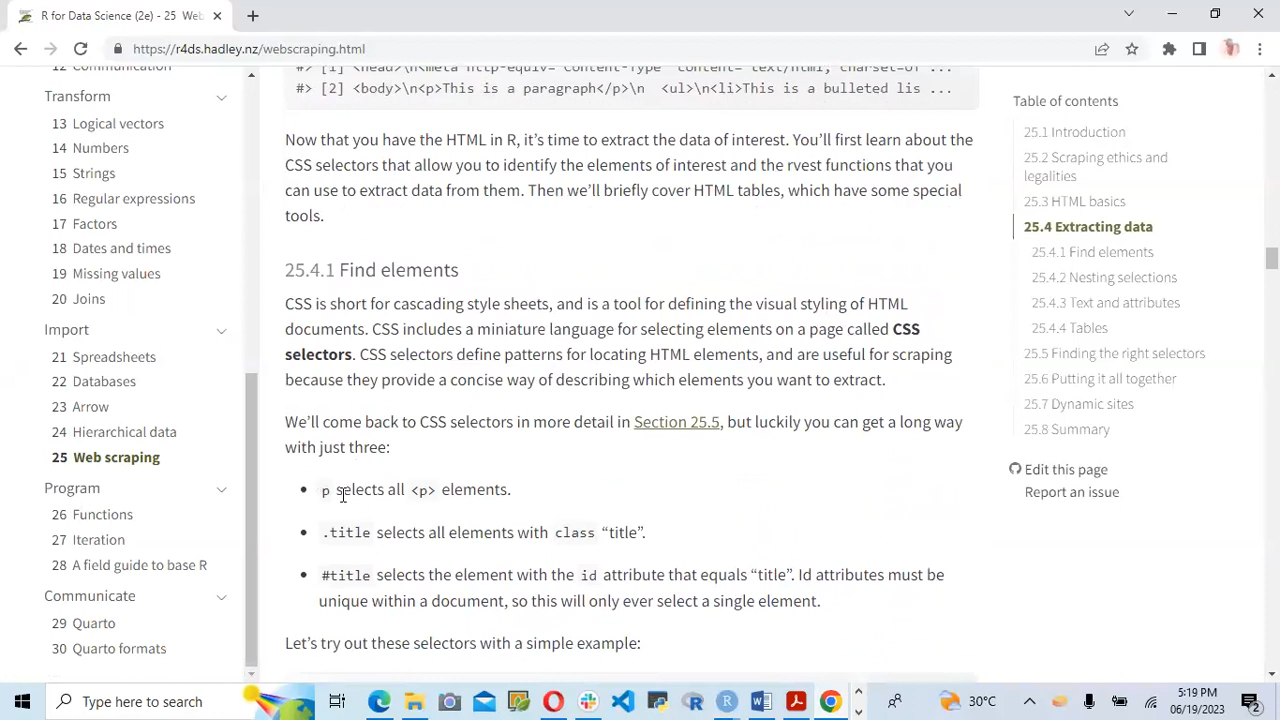 R for Data Science (2e) - 25 Web
https://r4ds.hadley.nz/webscraping.html
12 Communication
Transform
13 Logical vectors
14 Numbers
15 Strings
16 Regular expressions
17 Factors
18 Dates and times
19 Missing values
20 Joins
Import
21 Spreadsheets
22 Databases
23 Arrow
24 Hierarchical data
25 Web scraping
Program
26 Functions
27 Iteration
28 A field guide to base R
Communicate
29 Quarto
30 Quarto formats
#> [1] <head>\n<meta http-equiv="Content-Type" content="text/html; charset=UTF ...
#> [2] <body>\n<p>This is a paragraph</p>\n  <ul>\n<li>This is a bulleted lis ...
Now that you have the HTML in R, it's time to extract the data of interest. You'll first learn about the
CSS selectors that allow you to identify the elements of interest and the rvest functions that you
can use to extract data from them. Then we'll briefly cover HTML tables, which have some special
tools.
25.4.1 Find elements
CSS is short for cascading style sheets, and is a tool for defining the visual styling of HTML
documents. CSS includes a miniature language for selecting elements on a page called CSS
selectors. CSS selectors define patterns for locating HTML elements, and are useful for scraping
because they provide a concise way of describing which elements you want to extract.
We'll come back to CSS selectors in more detail in Section 25.5, but luckily you can get a long way
with just three:
• p selects all <p> elements.
• .title selects all elements with class “title”.
• #title selects the element with the id attribute that equals “title”. Id attributes must be
unique within a document, so this will only ever select a single element.
Let's try out these selectors with a simple example:
Table of contents
25.1 Introduction
25.2 Scraping ethics and
legalities
25.3 HTML basics
25.4 Extracting data
25.4.1 Find elements
25.4.2 Nesting selections
25.4.3 Text and attributes
25.4.4 Tables
25.5 Finding the right selectors
25.6 Putting it all together
25.7 Dynamic sites
25.8 Summary
Edit this page
Report an issue
Type here to search
30°C
5:19 PM
06/19/2023
2